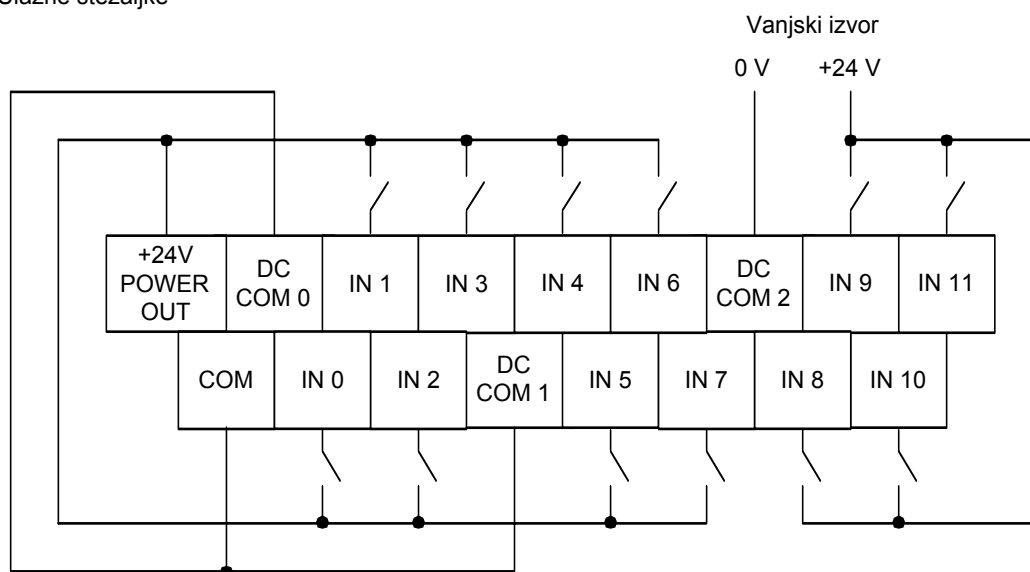 Ulazne stezaljke
Vanjski izvor
0 V +24 V
+24V
POWER
OUT
DC
COM 0
IN 1
IN 3
IN 4
IN 6
DC
COM 2
IN 9
IN 11
COM
IN 0
IN 2
DC
COM 1
IN 5
IN 7
IN 8
IN 10